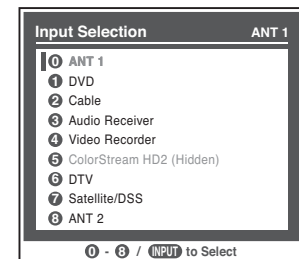 Input Selection ANT 1
0 ANT 1
1 DVD
2 Cable
3 Audio Receiver
4 Video Recorder
5 ColorStream HD2 (Hidden)
6 DTV
7 Satellite/DSS
8 ANT 2
0 - 8 / INPUT to Select